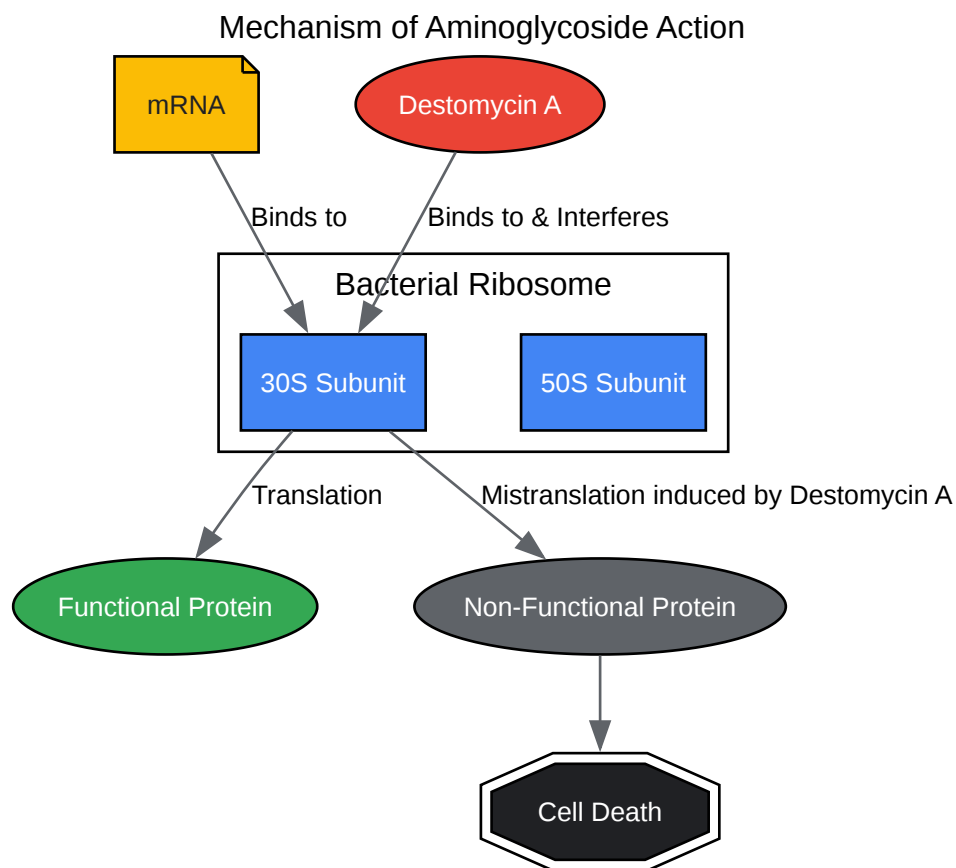 Mechanism of Aminoglycoside Action
mRNA
Destomycin A
Binds to
Binds to & Interferes
Bacterial Ribosome
30S Subunit
50S Subunit
Translation
Mistranslation induced by Destomycin A
Functional Protein
Non-Functional Protein
Cell Death